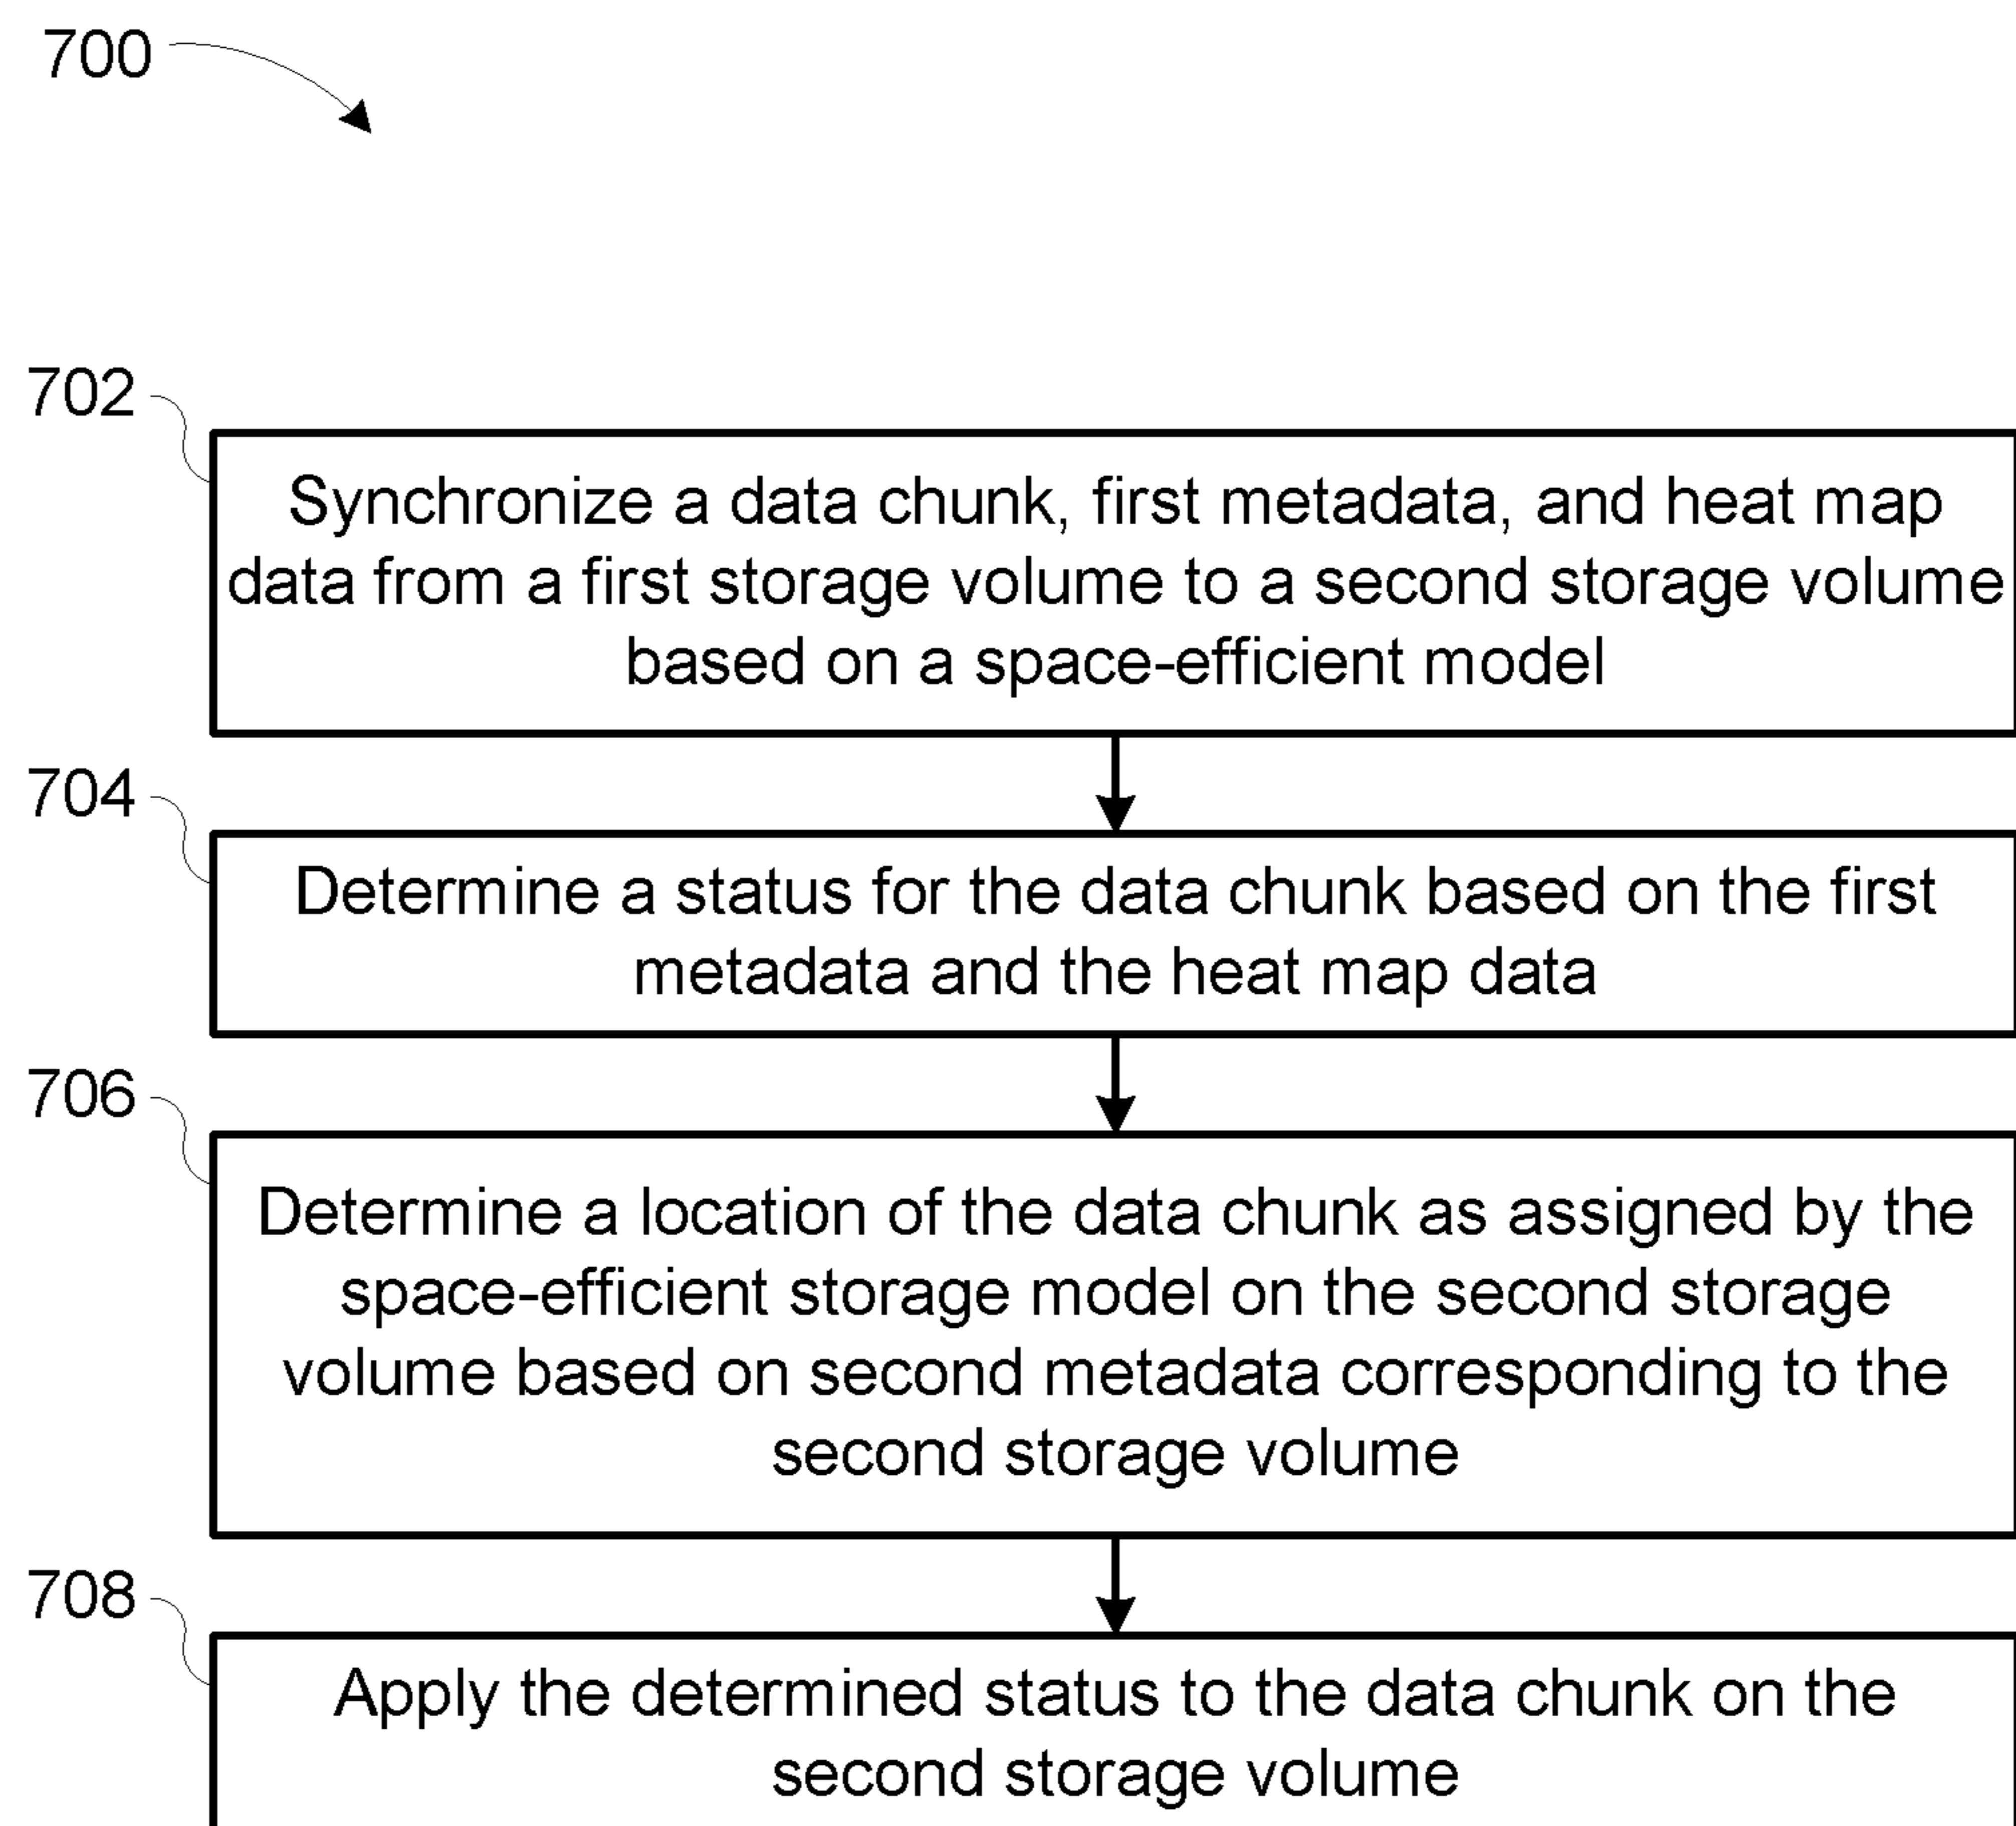 700
702
Synchronize a data chunk, first metadata, and heat map
data from a first storage volume to a second storage volume
based on a space-efficient model
704
Determine a status for the data chunk based on the first
metadata and the heat map data
706
Determine a location of the data chunk as assigned by the
space-efficient storage model on the second storage
volume based on second metadata corresponding to the
second storage volume
708
Apply the determined status to the data chunk on the
second storage volume